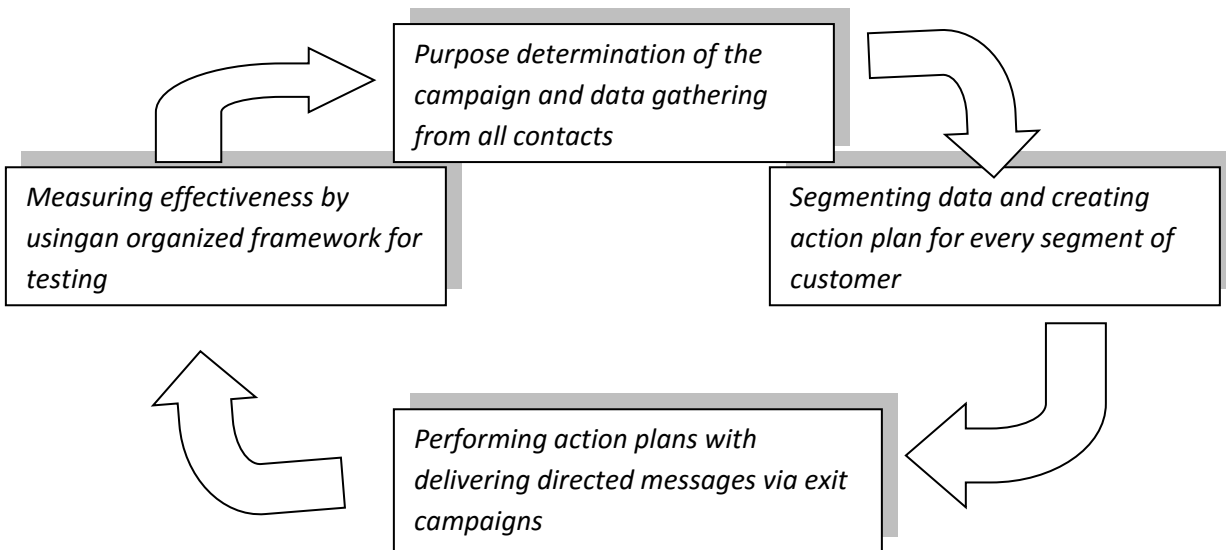 Purpose determination of the
campaign and data gathering
from all contacts
Measuring effectiveness by
usingan organized framework for
testing
Segmenting data and creating
action plan for every segment of
customer
Performing action plans with
delivering directed messages via exit
campaigns